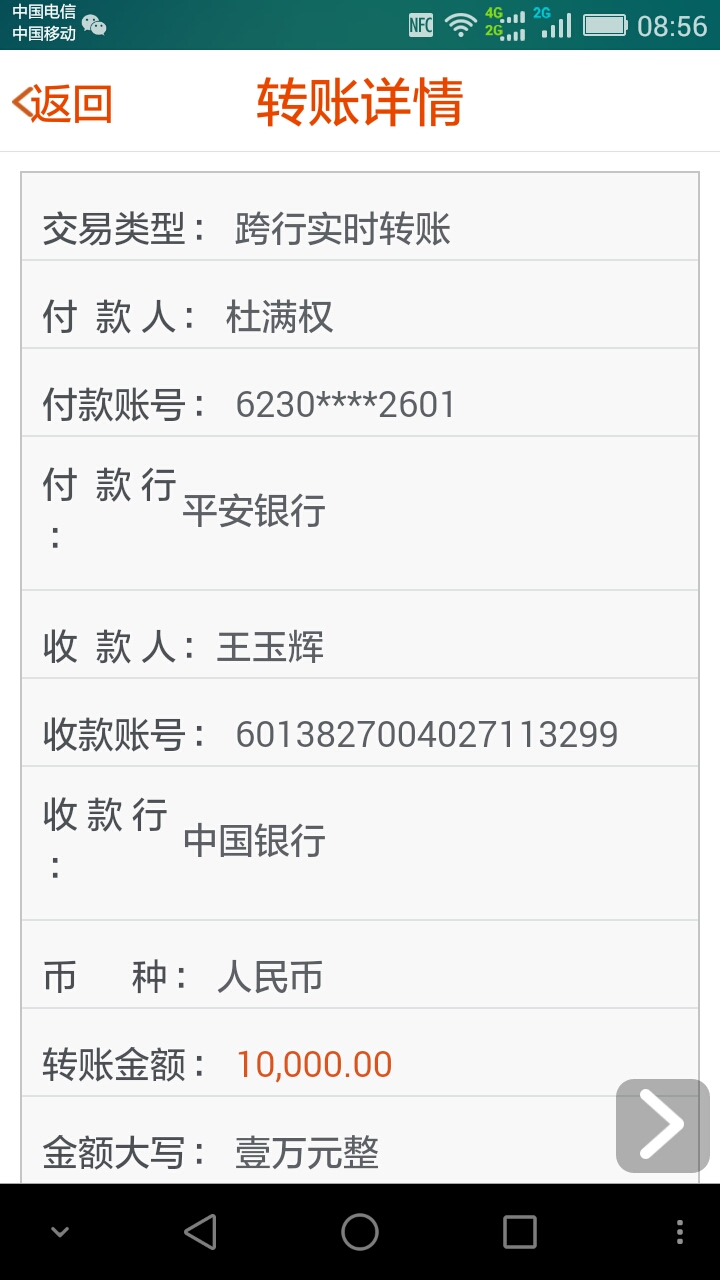 中国电信
中国移动
NFC 4G 2G 2G 08:56
返回 转账详情
交易类型： 跨行实时转账
付 款 人： 杜满权
付款账号： 6230****2601
付 款 行： 平安银行
收 款 人： 王玉辉
收款账号： 6013827004027113299
收 款 行： 中国银行
币 种： 人民币
转账金额： 10,000.00
金额大写： 壹万元整